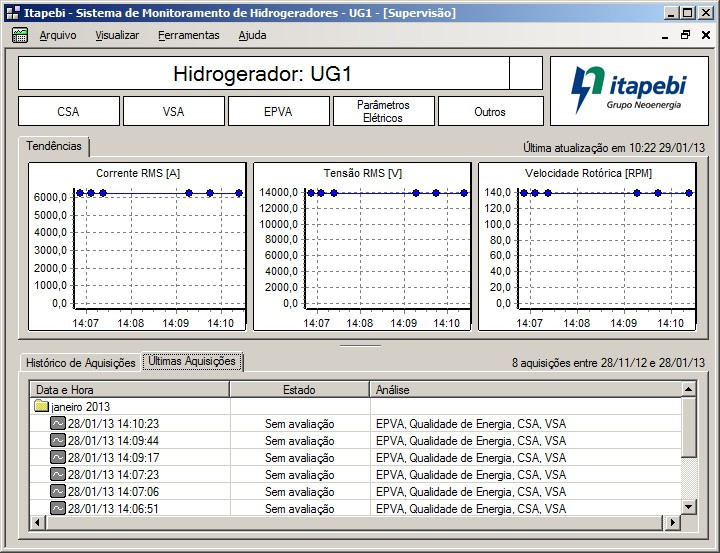 Itapebi - Sistema de Monitoramento de Hidrogeradores - UG1 - [Supervisão]
Arquivo Visualizar Ferramentas Ajuda
Hidrogerador: UG1
itapebi
Grupo Neoenergia
CSA VSA EPVA Parâmetros Elétricos Outros
Tendências
Última atualização em 10:22 29/01/13
Corrente RMS [A]
6000,0
5000,0
4000,0
3000,0
2000,0
1000,0
0,0
14:07 14:08 14:09 14:10
Tensão RMS [V]
14000,0
12000,0
10000,0
8000,0
6000,0
4000,0
2000,0
0,0
14:07 14:08 14:09 14:10
Velocidade Rotórica [RPM]
140,0
120,0
100,0
80,0
60,0
40,0
20,0
0,0
14:07 14:08 14:09 14:10
Histórico de Aquisições Últimas Aquisições
8 aquisições entre 28/11/12 e 28/01/13
Data e Hora Estado Análise
janeiro 2013
28/01/13 14:10:23 Sem avaliação EPVA, Qualidade de Energia, CSA, VSA
28/01/13 14:09:44 Sem avaliação EPVA, Qualidade de Energia, CSA, VSA
28/01/13 14:09:17 Sem avaliação EPVA, Qualidade de Energia, CSA, VSA
28/01/13 14:07:23 Sem avaliação EPVA, Qualidade de Energia, CSA, VSA
28/01/13 14:07:06 Sem avaliação EPVA, Qualidade de Energia, CSA, VSA
28/01/13 14:06:51 Sem avaliação EPVA, Qualidade de Energia, CSA, VSA